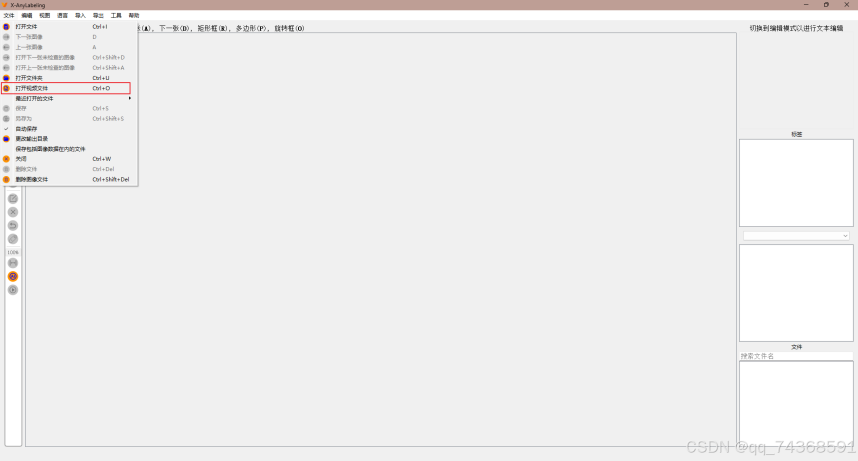 X-AnyLabeling
文件 编辑 视图 语言 导入 导出 工具 帮助
打开文件 Ctrl+I
下一张图像 D
上一张图像 A
打开下一张未检查的图像 Ctrl+Shift+D
打开上一张未检查的图像 Ctrl+Shift+A
打开文件夹 Ctrl+U
打开视频文件 Ctrl+O
最近打开的文件
保存 Ctrl+S
另存为 Ctrl+Shift+S
自动保存
更改输出目录
保存包括图像数据在内的文件
关闭 Ctrl+W
删除文件 Ctrl+Del
删除图像文件 Ctrl+Shift+Del
(A), 下一张(D), 矩形框(R), 多边形(P), 旋转框(O)
切换到编辑模式以进行文本编辑
100%
标签
文件
搜索文件名
CSDN @qq_74368591